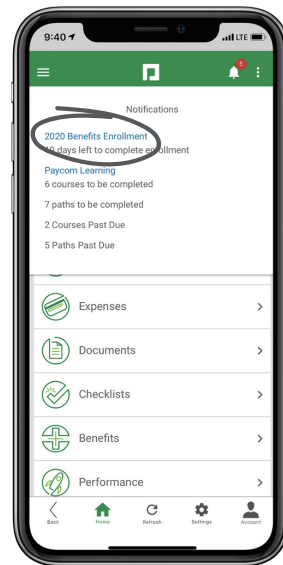 9:40
LTE
5
Notifications
2020 Benefits Enrollment
days left to complete enrollment
Paycom Learning
6 courses to be completed
7 paths to be completed
2 Courses Past Due
5 Paths Past Due
Expenses
Documents
Checklists
Benefits
Performance
Back Home Refresh Settings Account